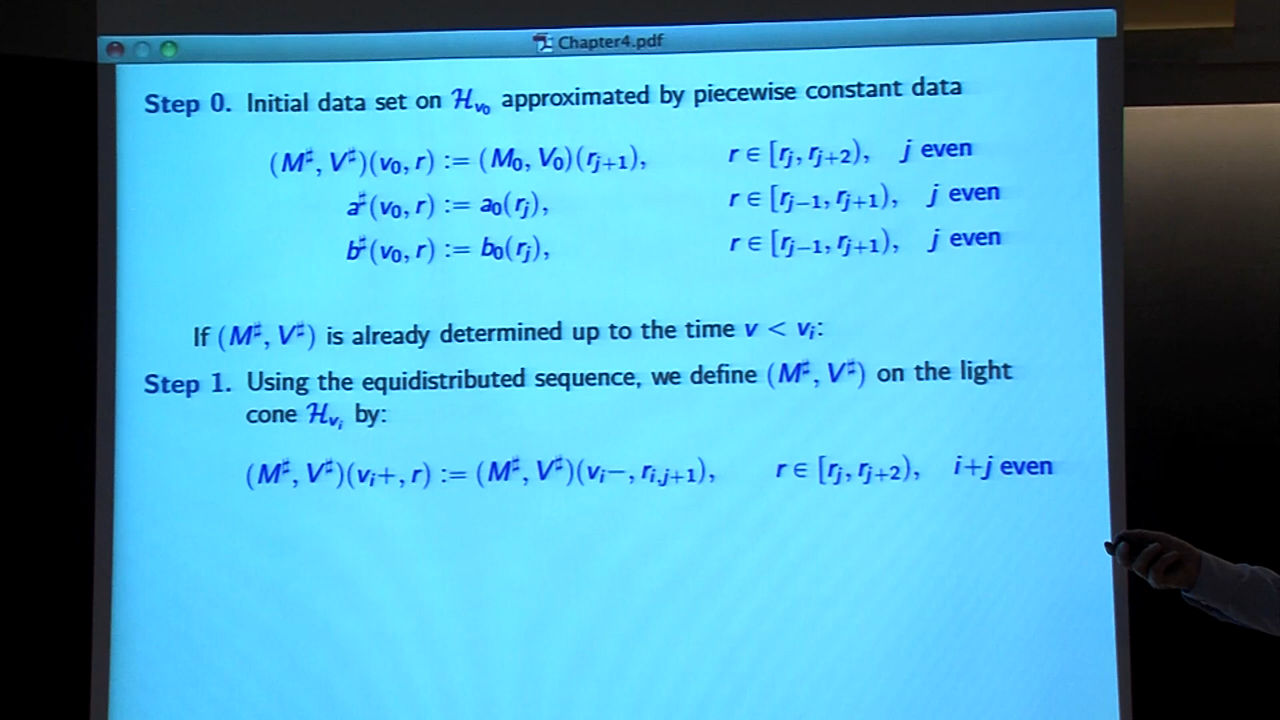 Chapter4.pdf
Step 0. Initial data set on ℋ_{v₀} approximated by piecewise constant data
(M^♯, V^♯)(v₀, r) := (M₀, V₀)(r_{j+1}), r ∈ [r_j, r_{j+2}), j even
a^♯(v₀, r) := a₀(r_j), r ∈ [r_{j−1}, r_{j+1}), j even
b^♯(v₀, r) := b₀(r_j), r ∈ [r_{j−1}, r_{j+1}), j even
If (M^♯, V^♯) is already determined up to the time v < v_i:
Step 1. Using the equidistributed sequence, we define (M^♯, V^♯) on the light
cone ℋ_{v_i} by:
(M^♯, V^♯)(v_i+, r) := (M^♯, V^♯)(v_i−, r_{i,j+1}), r ∈ [r_j, r_{j+2}), i+j even